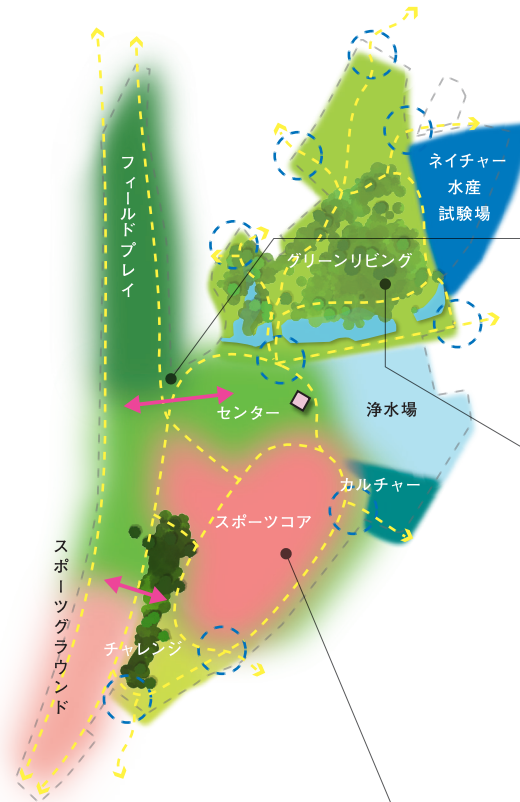 フィールドプレイ
ネイチャー
水産
試験場
グリーンリビング
センター
浄水場
カルチャー
スポーツコア
スポーツグラウンド
チャレンジ